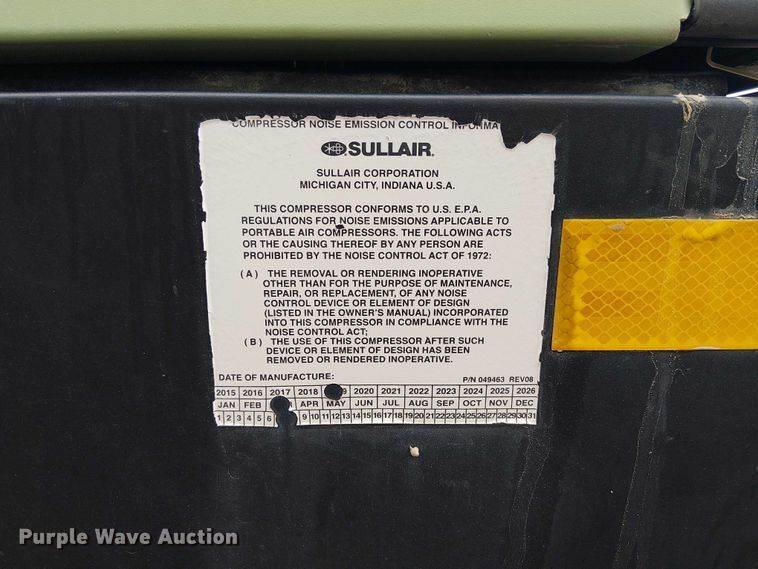 COMPRESSOR NOISE EMISSION CONTROL
SULLAIR.
SULLAIR CORPORATION
MICHIGAN CITY, INDIANA U.S.A.
THIS COMPRESSOR CONFORMS TO U.S. E.P.A.
REGULATIONS FOR NOISE EMISSIONS APPLICABLE TO
PORTABLE AIR COMPRESSORS. THE FOLLOWING ACTS
OR THE CAUSING THEREOF BY ANY PERSON ARE
PROHIBITED BY THE NOISE CONTROL ACT OF 1972:
(A) THE REMOVAL OR RENDERING INOPERATIVE
OTHER THAN FOR THE PURPOSE OF MAINTENANCE,
REPAIR, OR REPLACEMENT, OF ANY NOISE
CONTROL DEVICE OR ELEMENT OF DESIGN
(LISTED IN THE OWNER'S MANUAL) INCORPORATED
INTO THIS COMPRESSOR IN COMPLIANCE WITH THE
NOISE CONTROL ACT;
(B) THE USE OF THIS COMPRESSOR AFTER SUCH
DEVICE OR ELEMENT OF DESIGN HAS BEEN
REMOVED OR RENDERED INOPERATIVE.
DATE OF MANUFACTURE: P/N 049463 REV08
2015 2016 2017 2018 2020 2021 2022 2023 2024 2025 2026
JAN FEB APR MAY JUN JUL AUG SEP OCT NOV DEC
1 2 3 4 5 6 9 10 11 12 13 14 15 16 17 18 19 20 21 22 23 24 25 26 27 28 29 30 31
Purple Wave Auction